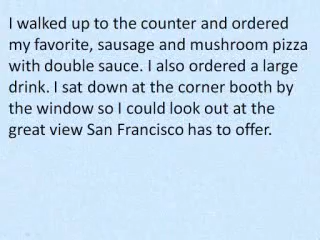 I walked up to the counter and ordered
my favorite, sausage and mushroom pizza
with double sauce. I also ordered a large
drink. I sat down at the corner booth by
the window so I could look out at the
great view San Francisco has to offer.